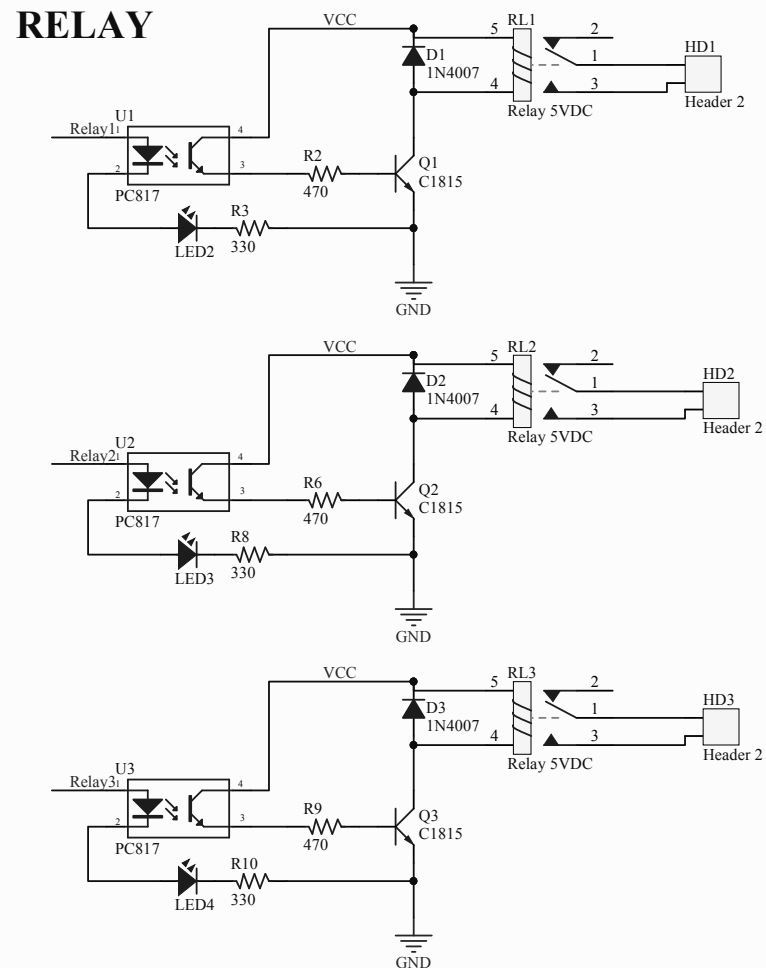 RELAY
VCC
5
RL1
2
D1
1N4007
1
HD1
4
3
Header 2
Relay 5VDC
U1
Relay1
1
4
2
3
PC817
R2
470
Q1
C1815
R3
330
LED2
GND
VCC
5
RL2
2
D2
1N4007
1
HD2
4
3
Header 2
Relay 5VDC
U2
Relay2
1
4
2
3
PC817
R6
470
Q2
C1815
R8
330
LED3
GND
VCC
5
RL3
2
D3
1N4007
1
HD3
4
3
Header 2
Relay 5VDC
U3
Relay3
1
4
2
3
PC817
R9
470
Q3
C1815
R10
330
LED4
GND